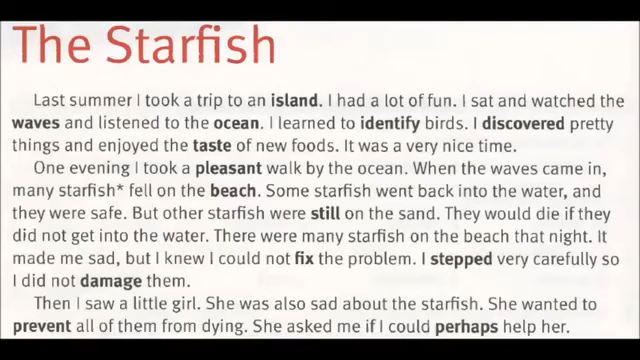 The Starfish
Last summer I took a trip to an island. I had a lot of fun. I sat and watched the
waves and listened to the ocean. I learned to identify birds. I discovered pretty
things and enjoyed the taste of new foods. It was a very nice time.
One evening I took a pleasant walk by the ocean. When the waves came in,
many starfish* fell on the beach. Some starfish went back into the water, and
they were safe. But other starfish were still on the sand. They would die if they
did not get into the water. There were many starfish on the beach that night. It
made me sad, but I knew I could not fix the problem. I stepped very carefully so
I did not damage them.
Then I saw a little girl. She was also sad about the starfish. She wanted to
prevent all of them from dying. She asked me if I could perhaps help her.